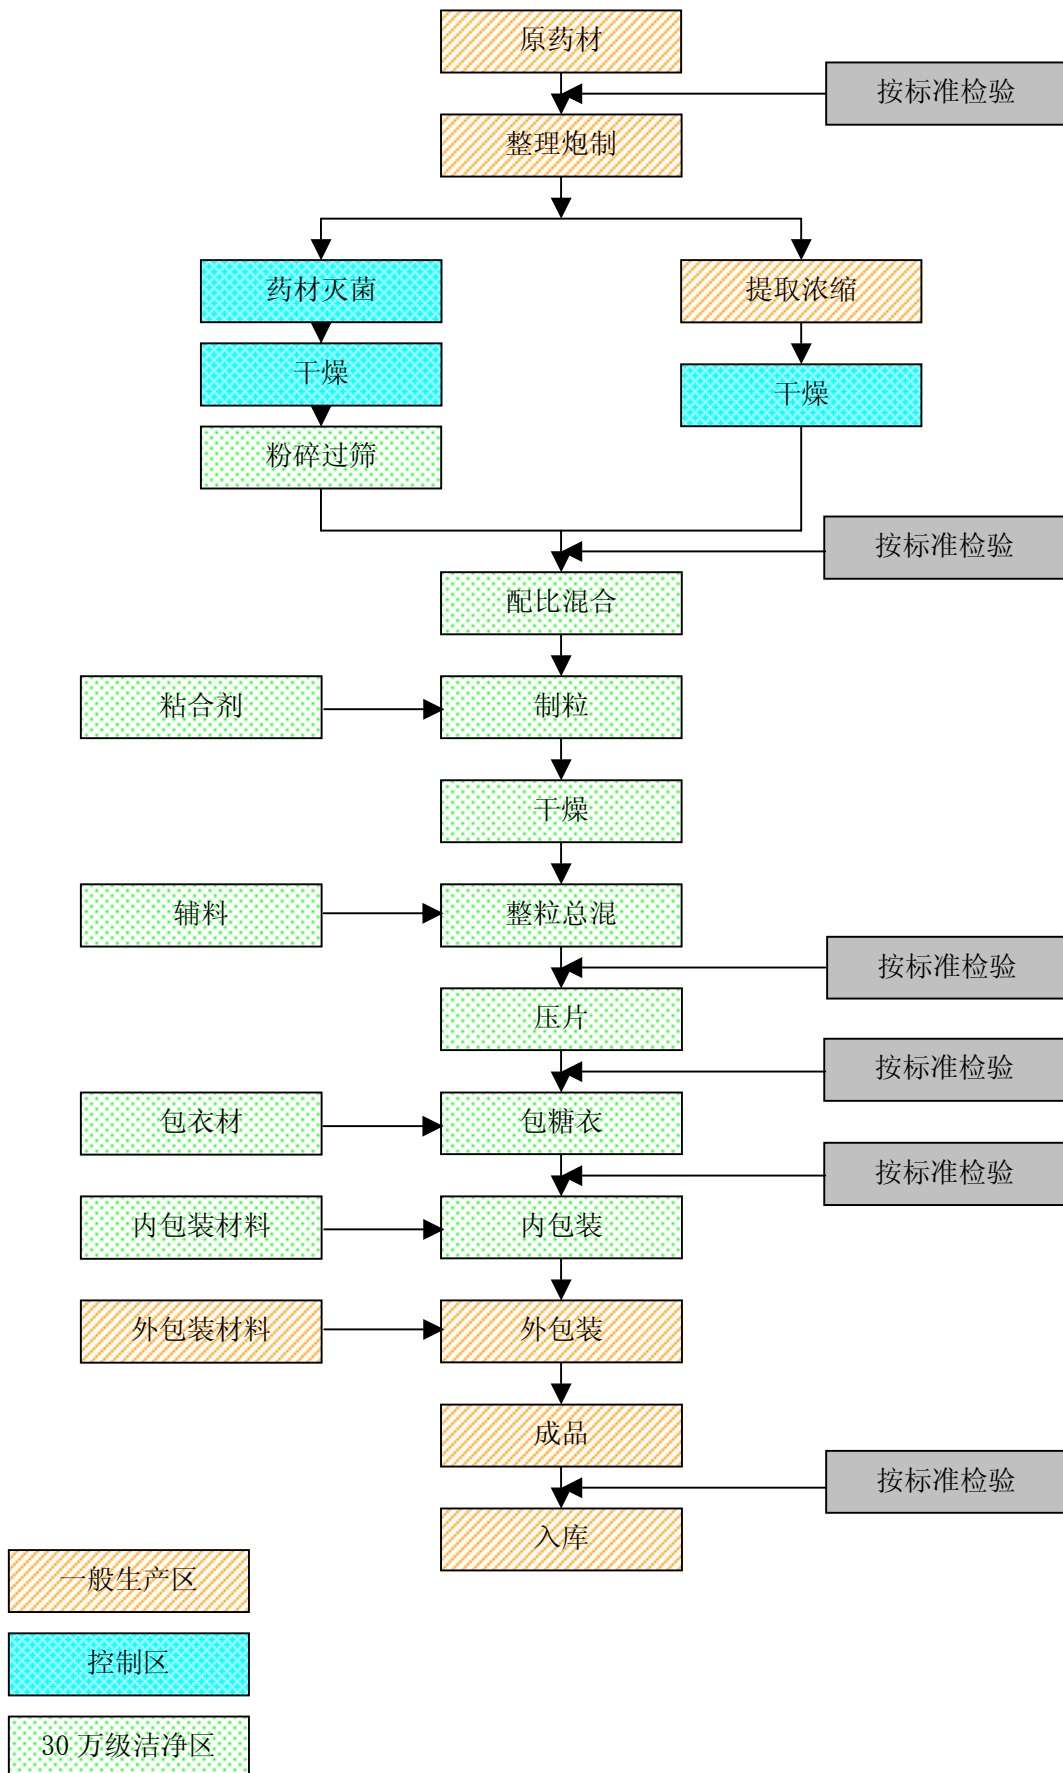 原药材
按标准检验
整理炮制
药材灭菌
提取浓缩
干燥
干燥
粉碎过筛
按标准检验
配比混合
粘合剂
制粒
干燥
辅料
整粒总混
按标准检验
压片
按标准检验
包衣材
包糖衣
按标准检验
内包装材料
内包装
外包装材料
外包装
成品
按标准检验
入库
一般生产区
控制区
30 万级洁净区